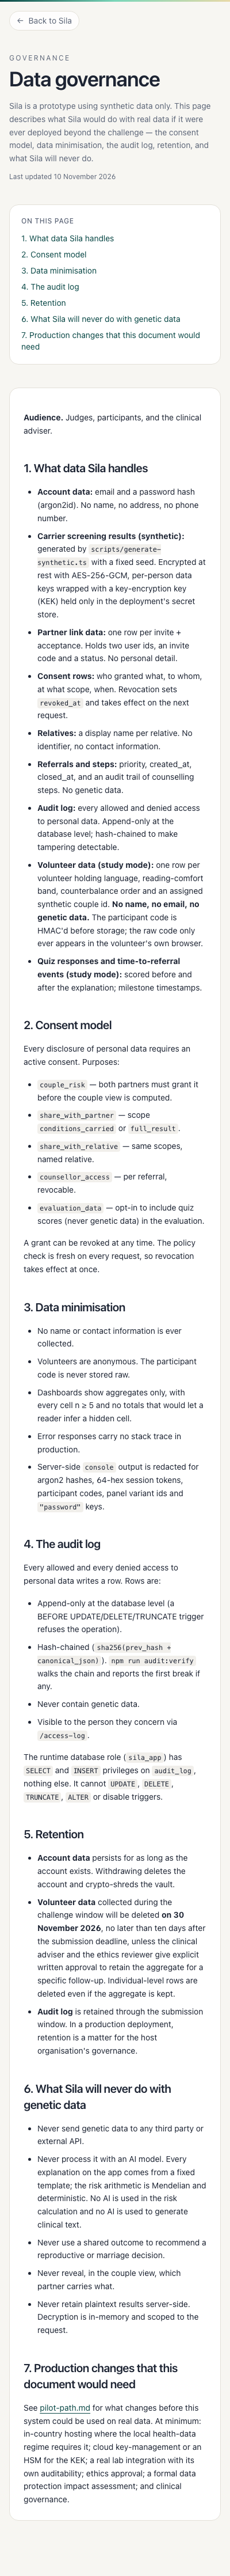 ← Back to Sila
GOVERNANCE
Data governance
Sila is a prototype using synthetic data only. This page
describes what Sila would do with real data if it were
ever deployed beyond the challenge — the consent
model, data minimisation, the audit log, retention, and
what Sila will never do.
Last updated 10 November 2026
ON THIS PAGE
1. What data Sila handles
2. Consent model
3. Data minimisation
4. The audit log
5. Retention
6. What Sila will never do with genetic data
7. Production changes that this document would
need
Audience. Judges, participants, and the clinical
adviser.
1. What data Sila handles
• Account data: email and a password hash
(argon2id). No name, no address, no phone
number.
• Carrier screening results (synthetic):
generated by scripts/generate-
synthetic.ts with a fixed seed. Encrypted at
rest with AES-256-GCM, per-person data
keys wrapped with a key-encryption key
(KEK) held only in the deployment's secret
store.
• Partner link data: one row per invite +
acceptance. Holds two user ids, an invite
code and a status. No personal detail.
• Consent rows: who granted what, to whom,
at what scope, when. Revocation sets
revoked_at and takes effect on the next
request.
• Relatives: a display name per relative. No
identifier, no contact information.
• Referrals and steps: priority, created_at,
closed_at, and an audit trail of counselling
steps. No genetic data.
• Audit log: every allowed and denied access
to personal data. Append-only at the
database level; hash-chained to make
tampering detectable.
• Volunteer data (study mode): one row per
volunteer holding language, reading-comfort
band, counterbalance order and an assigned
synthetic couple id. No name, no email, no
genetic data. The participant code is
HMAC'd before storage; the raw code only
ever appears in the volunteer's own browser.
• Quiz responses and time-to-referral
events (study mode): scored before and
after the explanation; milestone timestamps.
2. Consent model
Every disclosure of personal data requires an
active consent. Purposes:
• couple_risk — both partners must grant it
before the couple view is computed.
• share_with_partner — scope
conditions_carried or full_result.
• share_with_relative — same scopes,
named relative.
• counsellor_access — per referral,
revocable.
• evaluation_data — opt-in to include quiz
scores (never genetic data) in the evaluation.
A grant can be revoked at any time. The policy
check is fresh on every request, so revocation
takes effect at once.
3. Data minimisation
• No name or contact information is ever
collected.
• Volunteers are anonymous. The participant
code is never stored raw.
• Dashboards show aggregates only, with
every cell n ≥ 5 and no totals that would let a
reader infer a hidden cell.
• Error responses carry no stack trace in
production.
• Server-side console output is redacted for
argon2 hashes, 64-hex session tokens,
participant codes, panel variant ids and
"password" keys.
4. The audit log
Every allowed and every denied access to
personal data writes a row. Rows are:
• Append-only at the database level (a
BEFORE UPDATE/DELETE/TRUNCATE trigger
refuses the operation).
• Hash-chained (sha256(prev_hash +
canonical_json)). npm run audit:verify
walks the chain and reports the first break if
any.
• Never contain genetic data.
• Visible to the person they concern via
/access-log.
The runtime database role (sila_app) has
SELECT and INSERT privileges on audit_log,
nothing else. It cannot UPDATE, DELETE,
TRUNCATE, ALTER or disable triggers.
5. Retention
• Account data persists for as long as the
account exists. Withdrawing deletes the
account and crypto-shreds the vault.
• Volunteer data collected during the
challenge window will be deleted on 30
November 2026, no later than ten days after
the submission deadline, unless the clinical
adviser and the ethics reviewer give explicit
written approval to retain the aggregate for a
specific follow-up. Individual-level rows are
deleted even if the aggregate is kept.
• Audit log is retained through the submission
window. In a production deployment,
retention is a matter for the host
organisation's governance.
6. What Sila will never do with
genetic data
• Never send genetic data to any third party or
external API.
• Never process it with an AI model. Every
explanation on the app comes from a fixed
template; the risk arithmetic is Mendelian and
deterministic. No AI is used in the risk
calculation and no AI is used to generate
clinical text.
• Never use a shared outcome to recommend a
reproductive or marriage decision.
• Never reveal, in the couple view, which
partner carries what.
• Never retain plaintext results server-side.
Decryption is in-memory and scoped to the
request.
7. Production changes that this
document would need
See pilot-path.md for what changes before this
system could be used on real data. At minimum:
in-country hosting where the local health-data
regime requires it; cloud key-management or an
HSM for the KEK; a real lab integration with its
own auditability; ethics approval; a formal data
protection impact assessment; and clinical
governance.